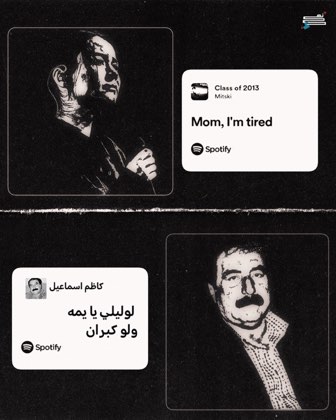 Class of 2013
Mitski
Mom, I'm tired
Spotify
كاظم اسماعيل
لوليلي يا يمه
ولو كبران
Spotify